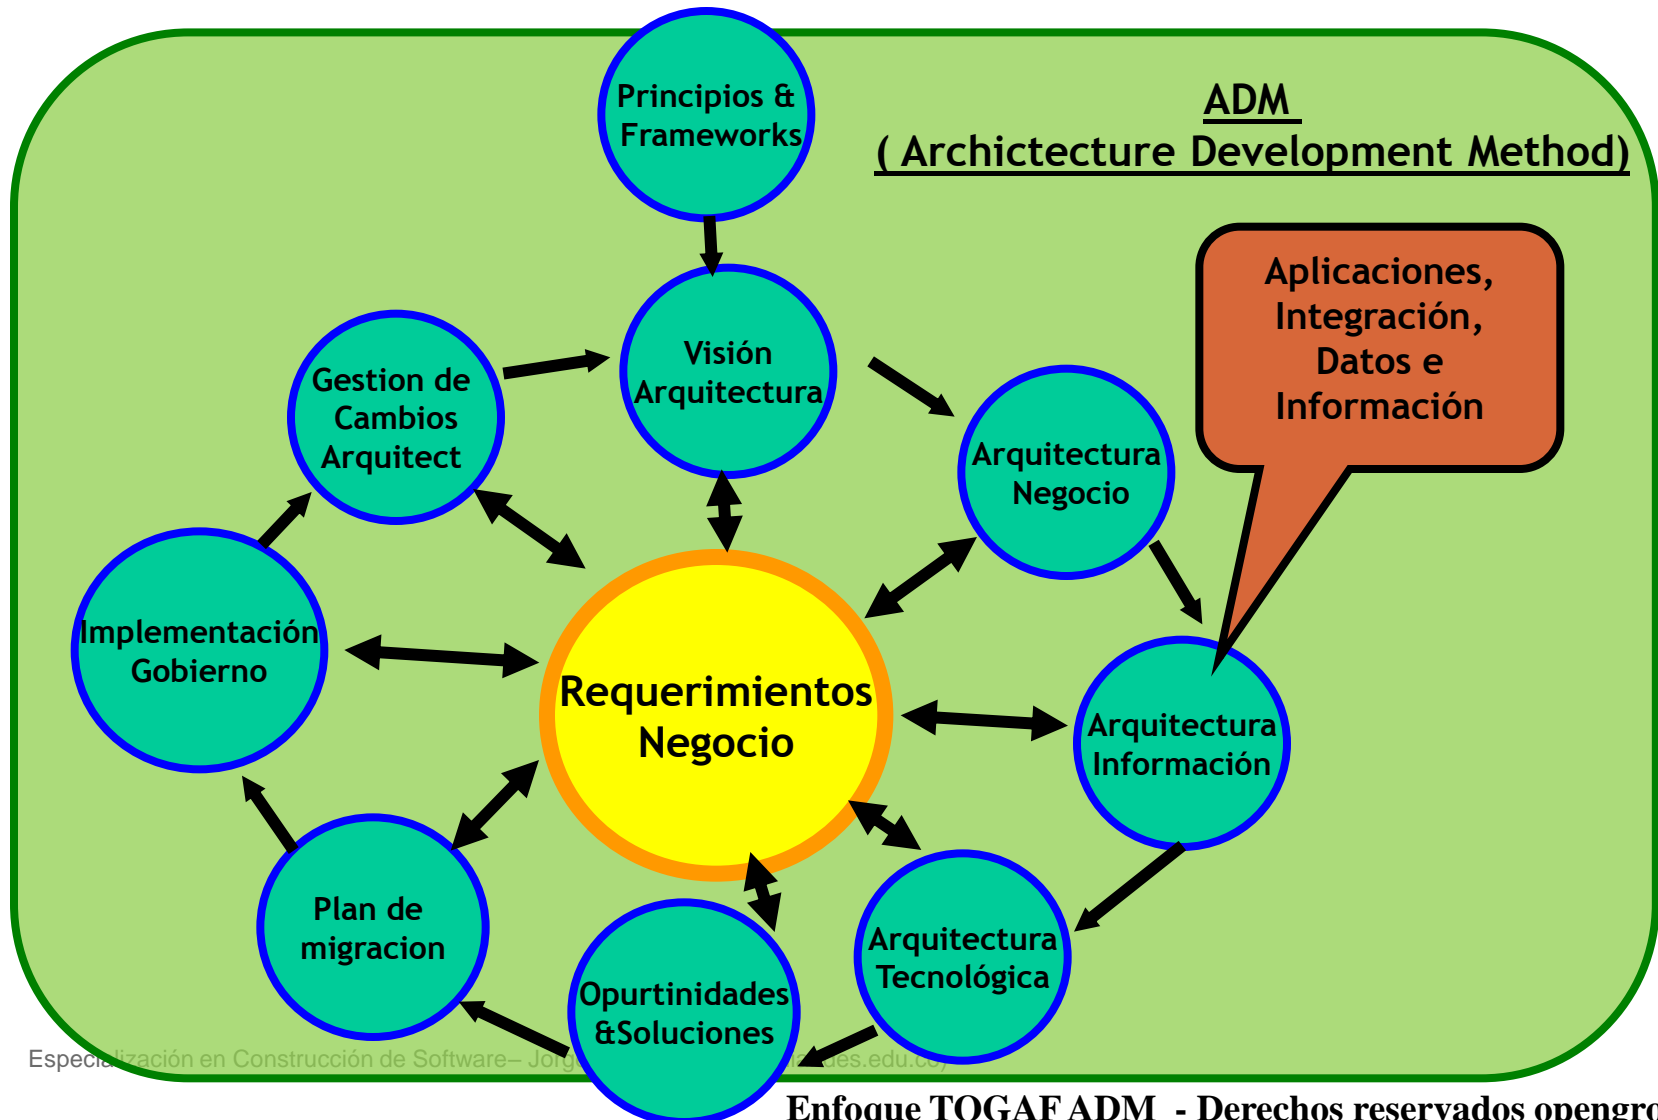 Principios &
Frameworks
ADM
( Archictecture Development Method)
Aplicaciones,
Integración,
Datos e
Información
Visión
Arquitectura
Gestion de
Cambios
Arquitect
Arquitectura
Negocio
Implementación
Gobierno
Requerimientos
Negocio
Arquitectura
Información
Plan de
migracion
Arquitectura
Tecnológica
Opurtinidades
&Soluciones
Especialización en Construcción de Software–
Enfoque TOGAF ADM - Derechos reservados